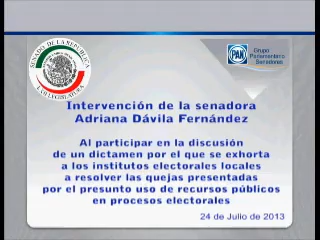 SENADO DE LA REPÚBLICA
LXII LEGISLATURA
PAN
Grupo
Parlamentario
Senadores
Intervención de la senadora
Adriana Dávila Fernández
Al participar en la discusión
de un dictamen por el que se exhorta
a los institutos electorales locales
a resolver las quejas presentadas
por el presunto uso de recursos públicos
en procesos electorales
24 de Julio de 2013